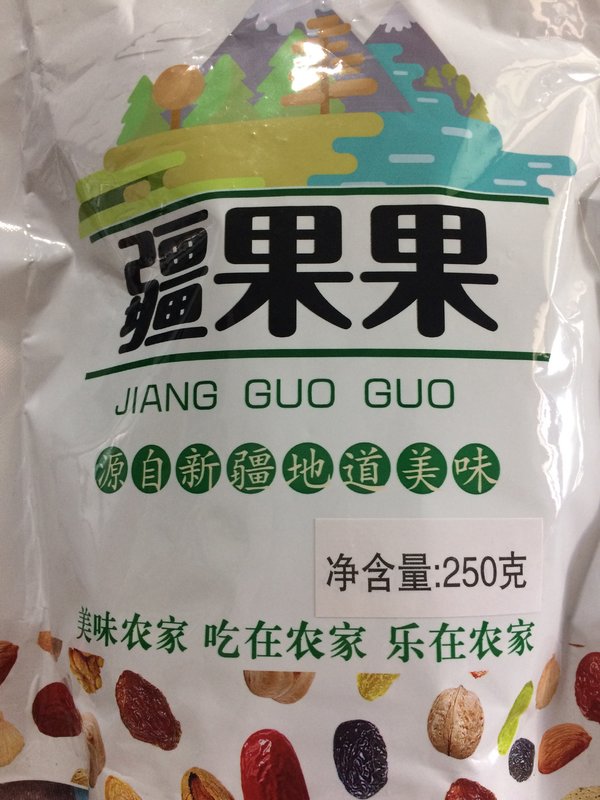 疆果果
JIANG GUO GUO
源自新疆地道美味
净含量:250克
美味农家 吃在农家 乐在农家